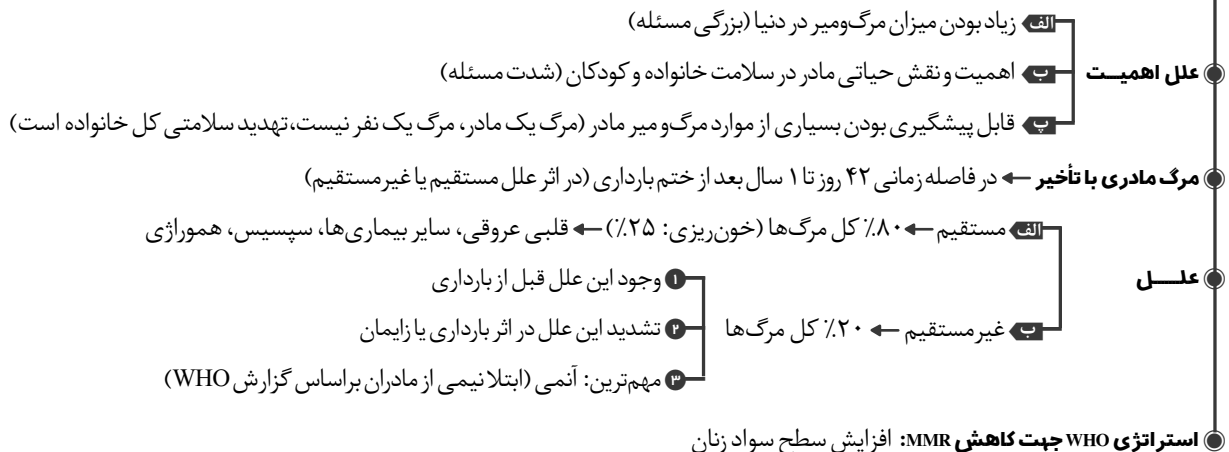 الف زیاد بودن میزان مرگ‌ومیر در دنیا (بزرگی مسئله)
علل اهمیــت
ب اهمیت و نقش حیاتی مادر در سلامت خانواده و کودکان (شدت مسئله)
پ قابل پیشگیری بودن بسیاری از موارد مرگ‌و میر مادر (مرگ یک مادر، مرگ یک نفر نیست، تهدید سلامتی کل خانواده است)
مرگ مادری با تأخیر ← در فاصله زمانی ۴۲ روز تا ۱ سال بعد از ختم بارداری (در اثر علل مستقیم یا غیرمستقیم)
علـــل
الف مستقیم ← ۸۰٪ کل مرگ‌ها (خون‌ریزی: ۲۵٪) ← قلبی عروقی، سایر بیماری‌ها، سپسیس، هموراژی
ب غیرمستقیم ← ۲۰٪ کل مرگ‌ها
۱ وجود این علل قبل از بارداری
۲ تشدید این علل در اثر بارداری یا زایمان
۳ مهم‌ترین: آنمی (ابتلا نیمی از مادران براساس گزارش WHO)
استراتژی WHO جهت کاهش MMR: افزایش سطح سواد زنان